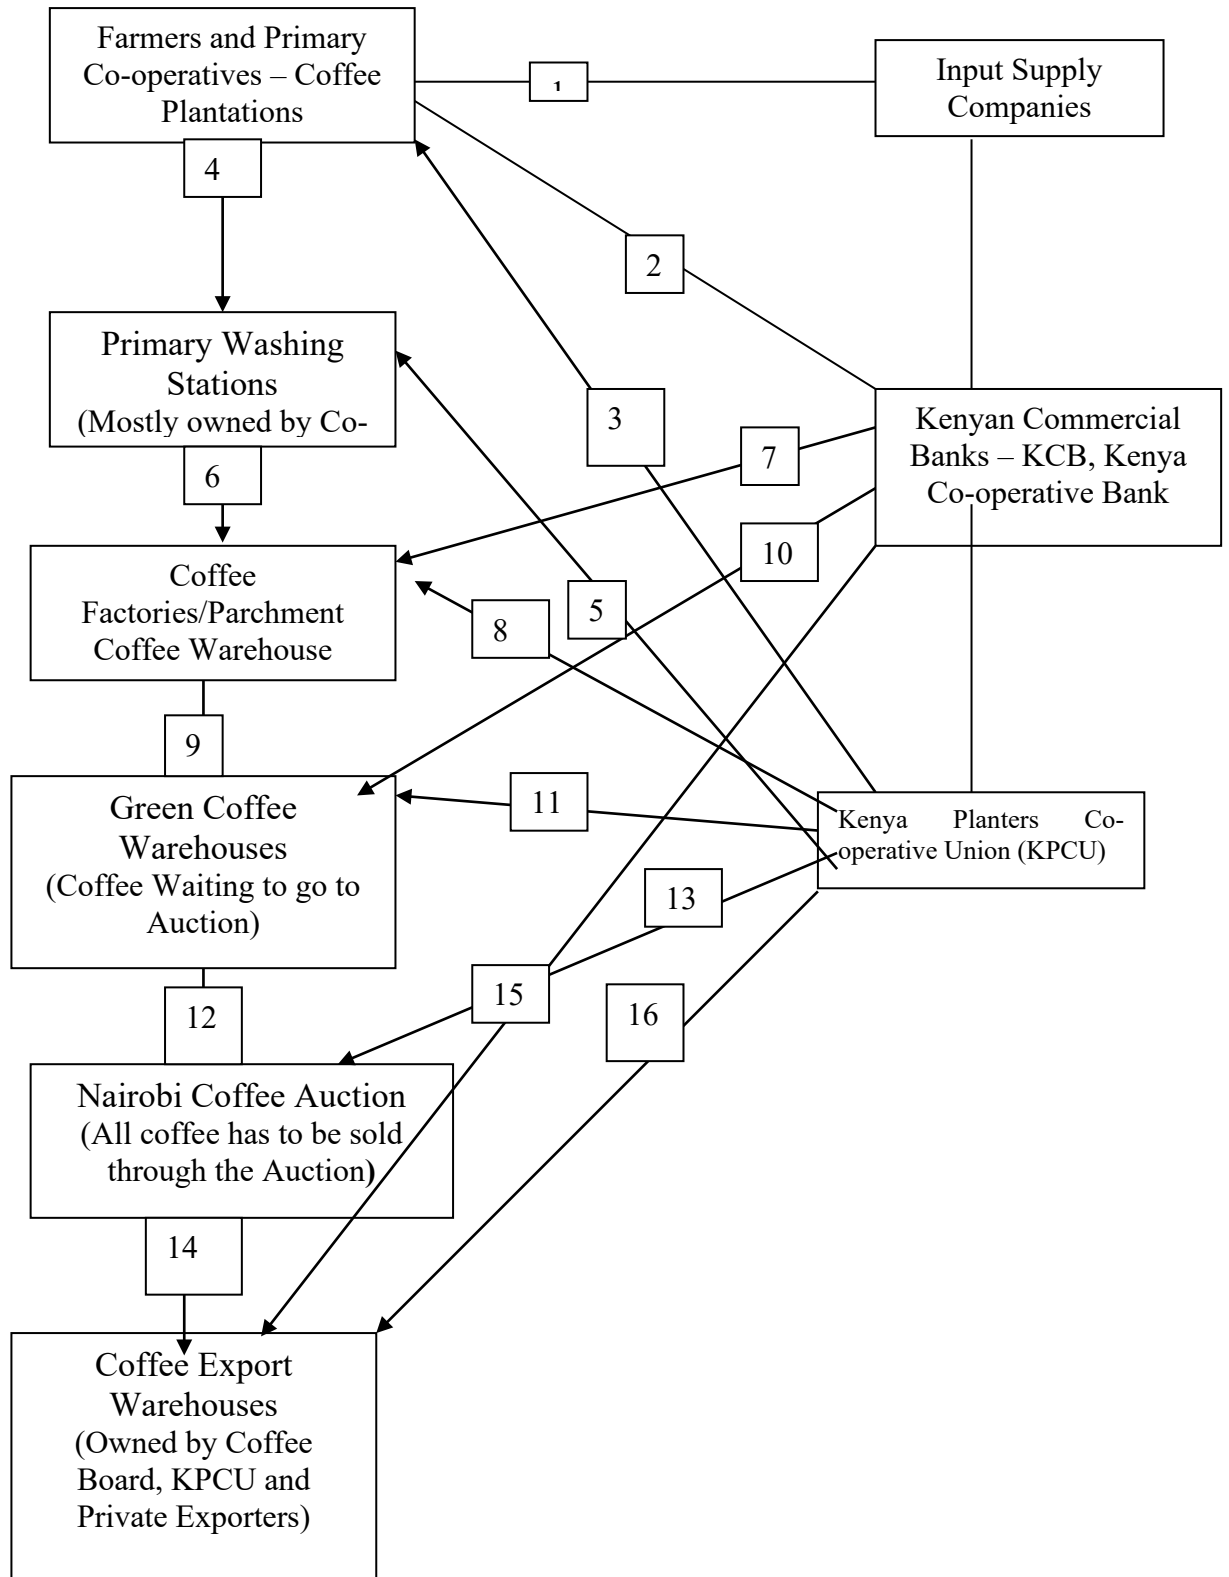 Farmers and Primary
Co-operatives – Coffee
Plantations
1
Input Supply
Companies
4
2
Primary Washing
Stations
(Mostly owned by Co-
3
Kenyan Commercial
Banks – KCB, Kenya
Co-operative Bank
7
6
10
Coffee
Factories/Parchment
Coffee Warehouse
5
8
9
Green Coffee
Warehouses
(Coffee Waiting to go to
Auction)
11
Kenya Planters Co-
operative Union (KPCU)
13
15
12
16
Nairobi Coffee Auction
(All coffee has to be sold
through the Auction)
14
Coffee Export
Warehouses
(Owned by Coffee
Board, KPCU and
Private Exporters)